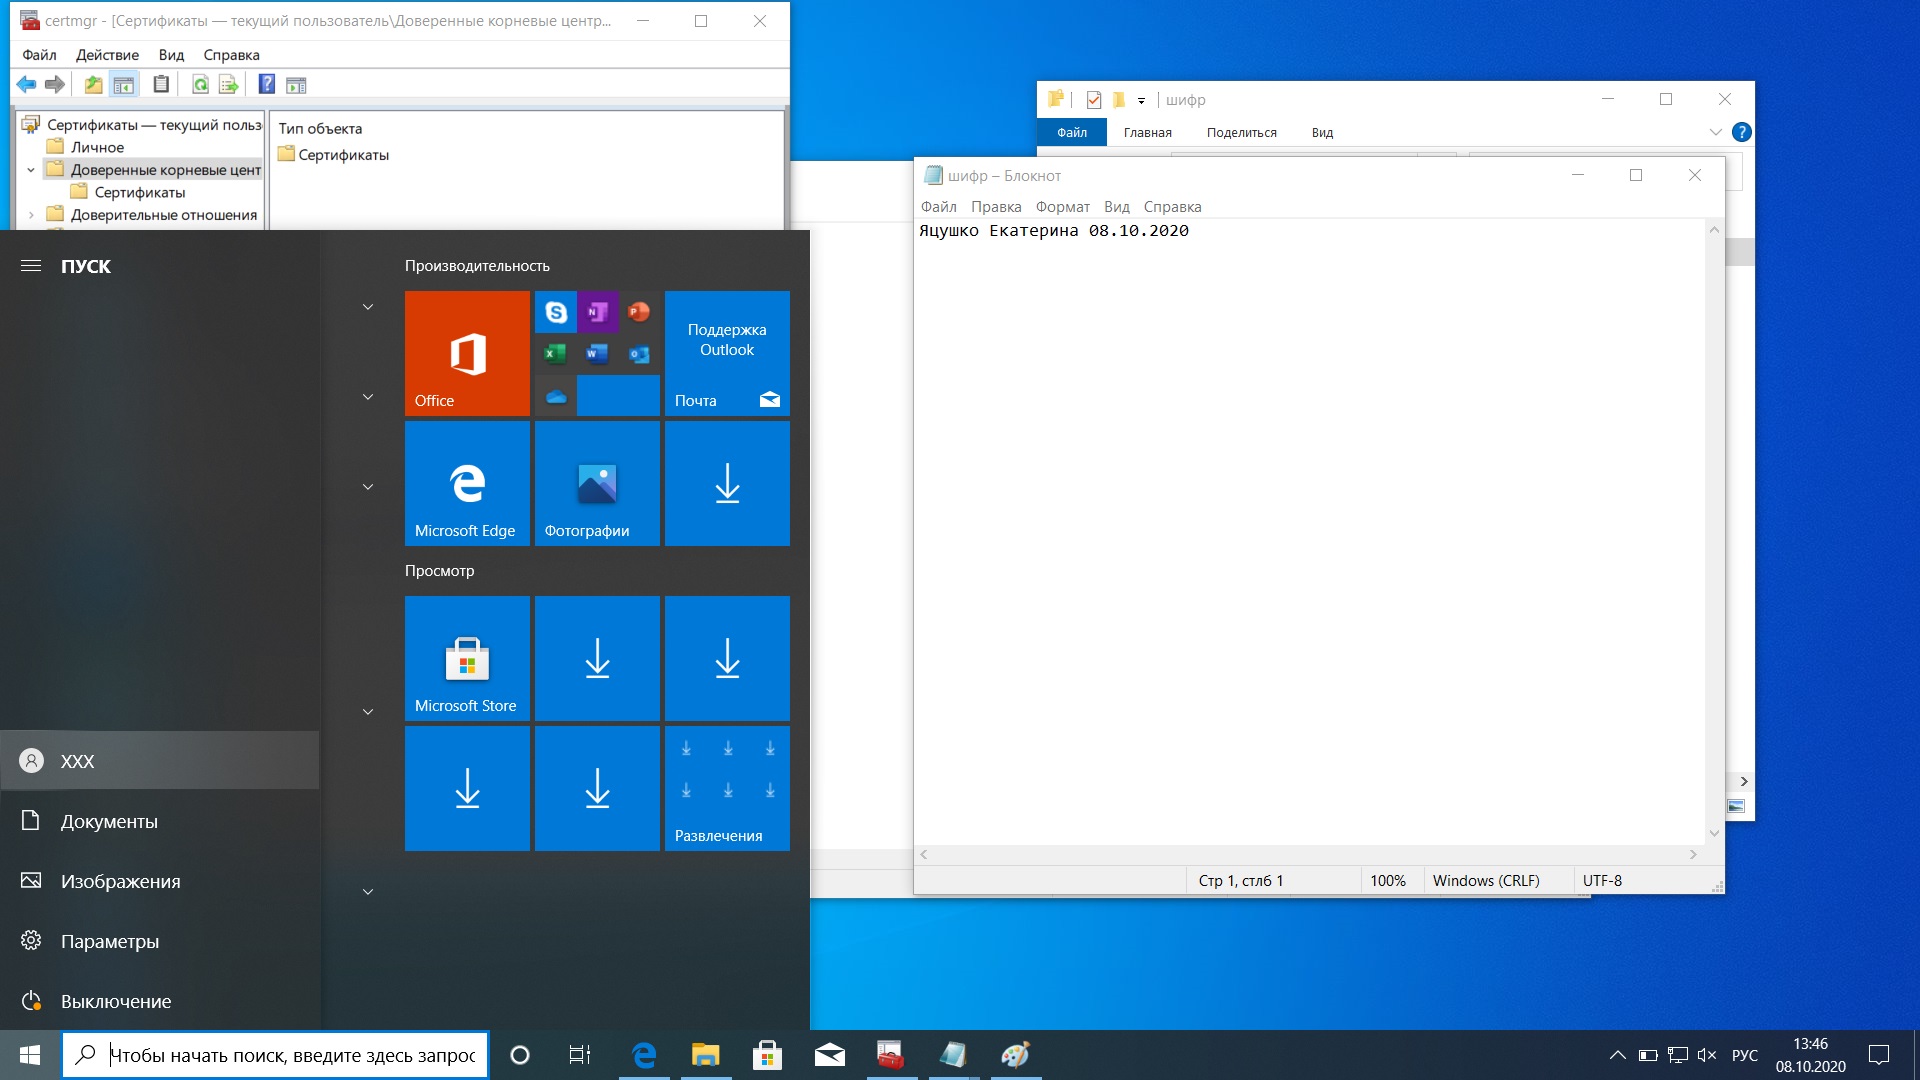 certmgr - [Сертификаты — текущий пользователь\Доверенные корневые центр...
Файл Действие Вид Справка
Сертификаты — текущий польз
Личное
Доверенные корневые цент
Сертификаты
Доверительные отношения
Тип объекта
Сертификаты
шифр
Файл Главная Поделиться Вид
шифр – Блокнот
Файл Правка Формат Вид Справка
Яцушко Екатерина 08.10.2020
Стр 1, стлб 1 100% Windows (CRLF) UTF-8
ПУСК
XXX
Документы
Изображения
Параметры
Выключение
Производительность
Office
Поддержка
Outlook
Почта
Microsoft Edge
Фотографии
Просмотр
Microsoft Store
Развлечения
Чтобы начать поиск, введите здесь запрос
РУС
13:46
08.10.2020